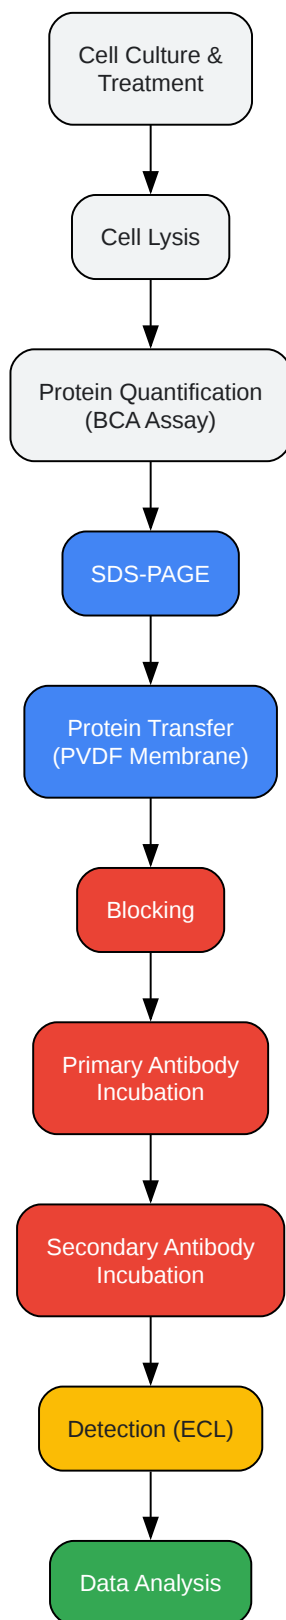 Cell Culture &
Treatment
Cell Lysis
Protein Quantification
(BCA Assay)
SDS-PAGE
Protein Transfer
(PVDF Membrane)
Blocking
Primary Antibody
Incubation
Secondary Antibody
Incubation
Detection (ECL)
Data Analysis